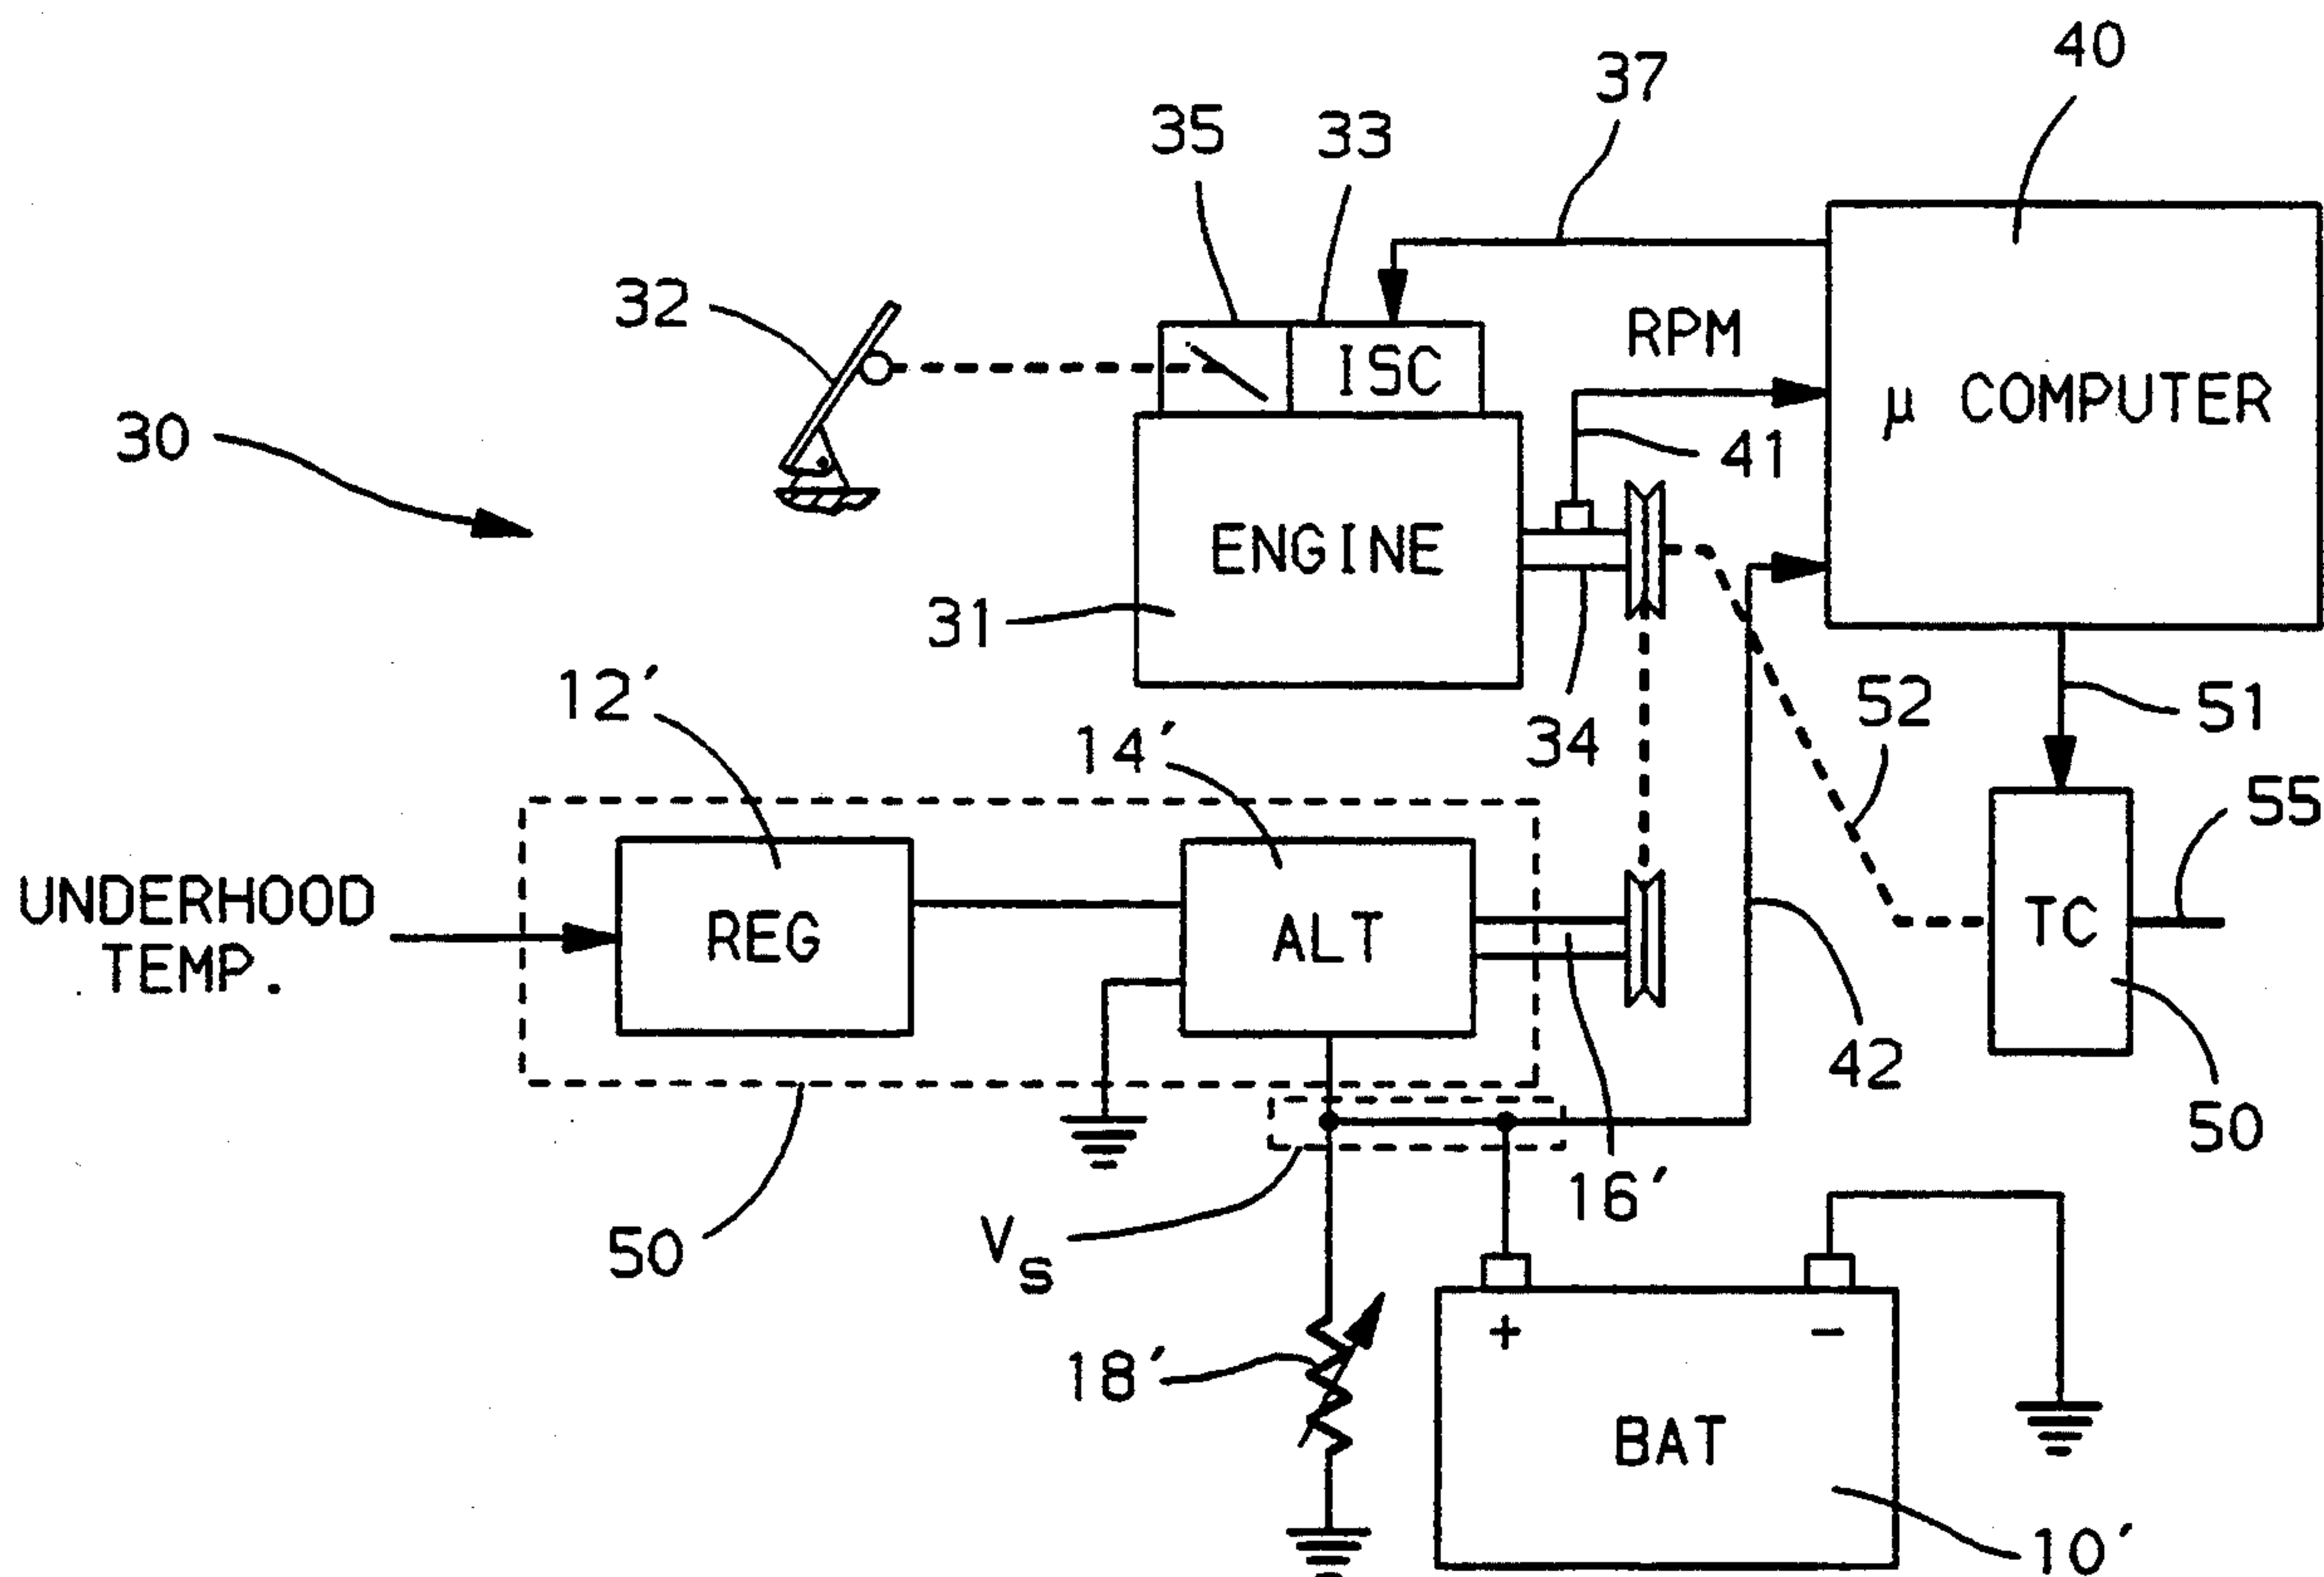 40
37
35
33
32
RPM
ISC
µ COMPUTER
30
41
ENGINE
31
12′
52
51
34
14′
55
UNDERHOOD
TEMP.
REG
ALT
TC
42
50
16′
50
Vs
18′
+
−
BAT
10′